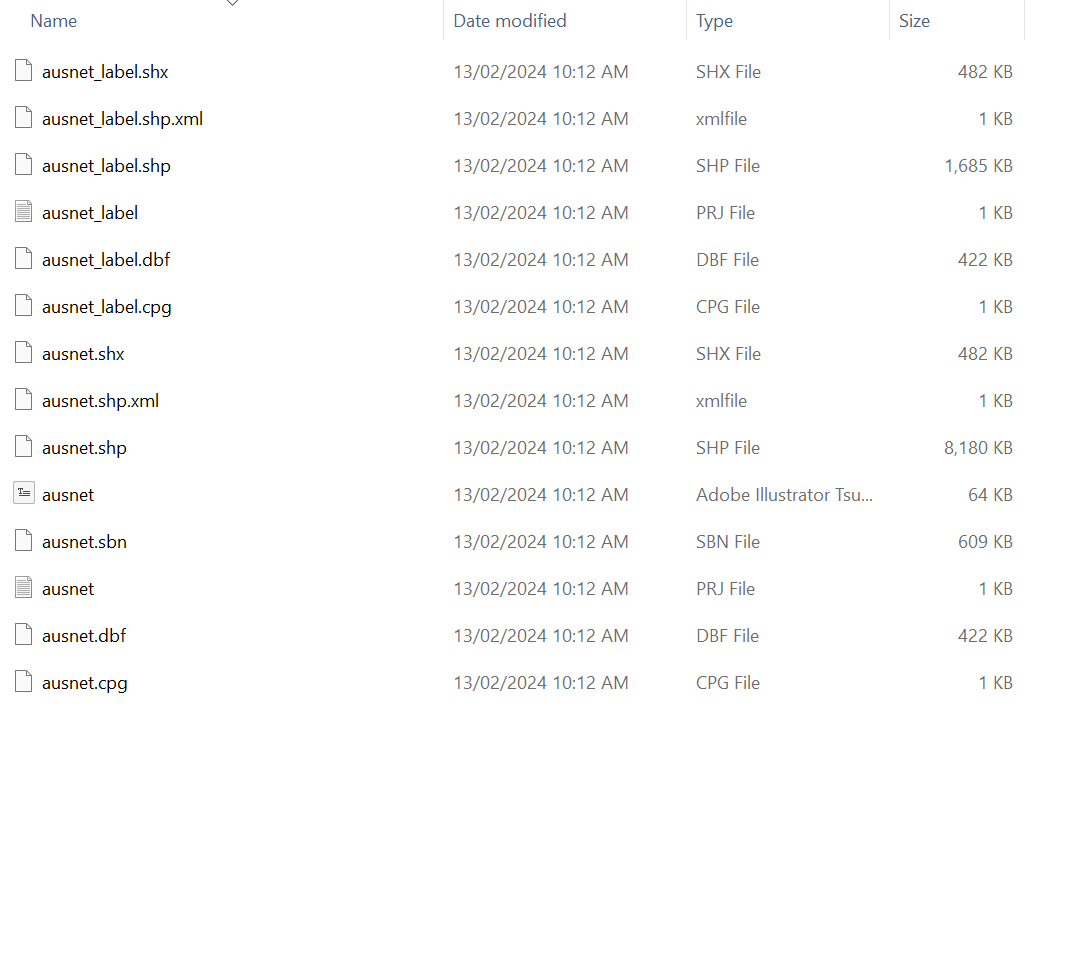 Name Date modified Type Size
ausnet_label.shx 13/02/2024 10:12 AM SHX File 482 KB
ausnet_label.shp.xml 13/02/2024 10:12 AM xmlfile 1 KB
ausnet_label.shp 13/02/2024 10:12 AM SHP File 1,685 KB
ausnet_label 13/02/2024 10:12 AM PRJ File 1 KB
ausnet_label.dbf 13/02/2024 10:12 AM DBF File 422 KB
ausnet_label.cpg 13/02/2024 10:12 AM CPG File 1 KB
ausnet.shx 13/02/2024 10:12 AM SHX File 482 KB
ausnet.shp.xml 13/02/2024 10:12 AM xmlfile 1 KB
ausnet.shp 13/02/2024 10:12 AM SHP File 8,180 KB
ausnet 13/02/2024 10:12 AM Adobe Illustrator Tsu... 64 KB
ausnet.sbn 13/02/2024 10:12 AM SBN File 609 KB
ausnet 13/02/2024 10:12 AM PRJ File 1 KB
ausnet.dbf 13/02/2024 10:12 AM DBF File 422 KB
ausnet.cpg 13/02/2024 10:12 AM CPG File 1 KB